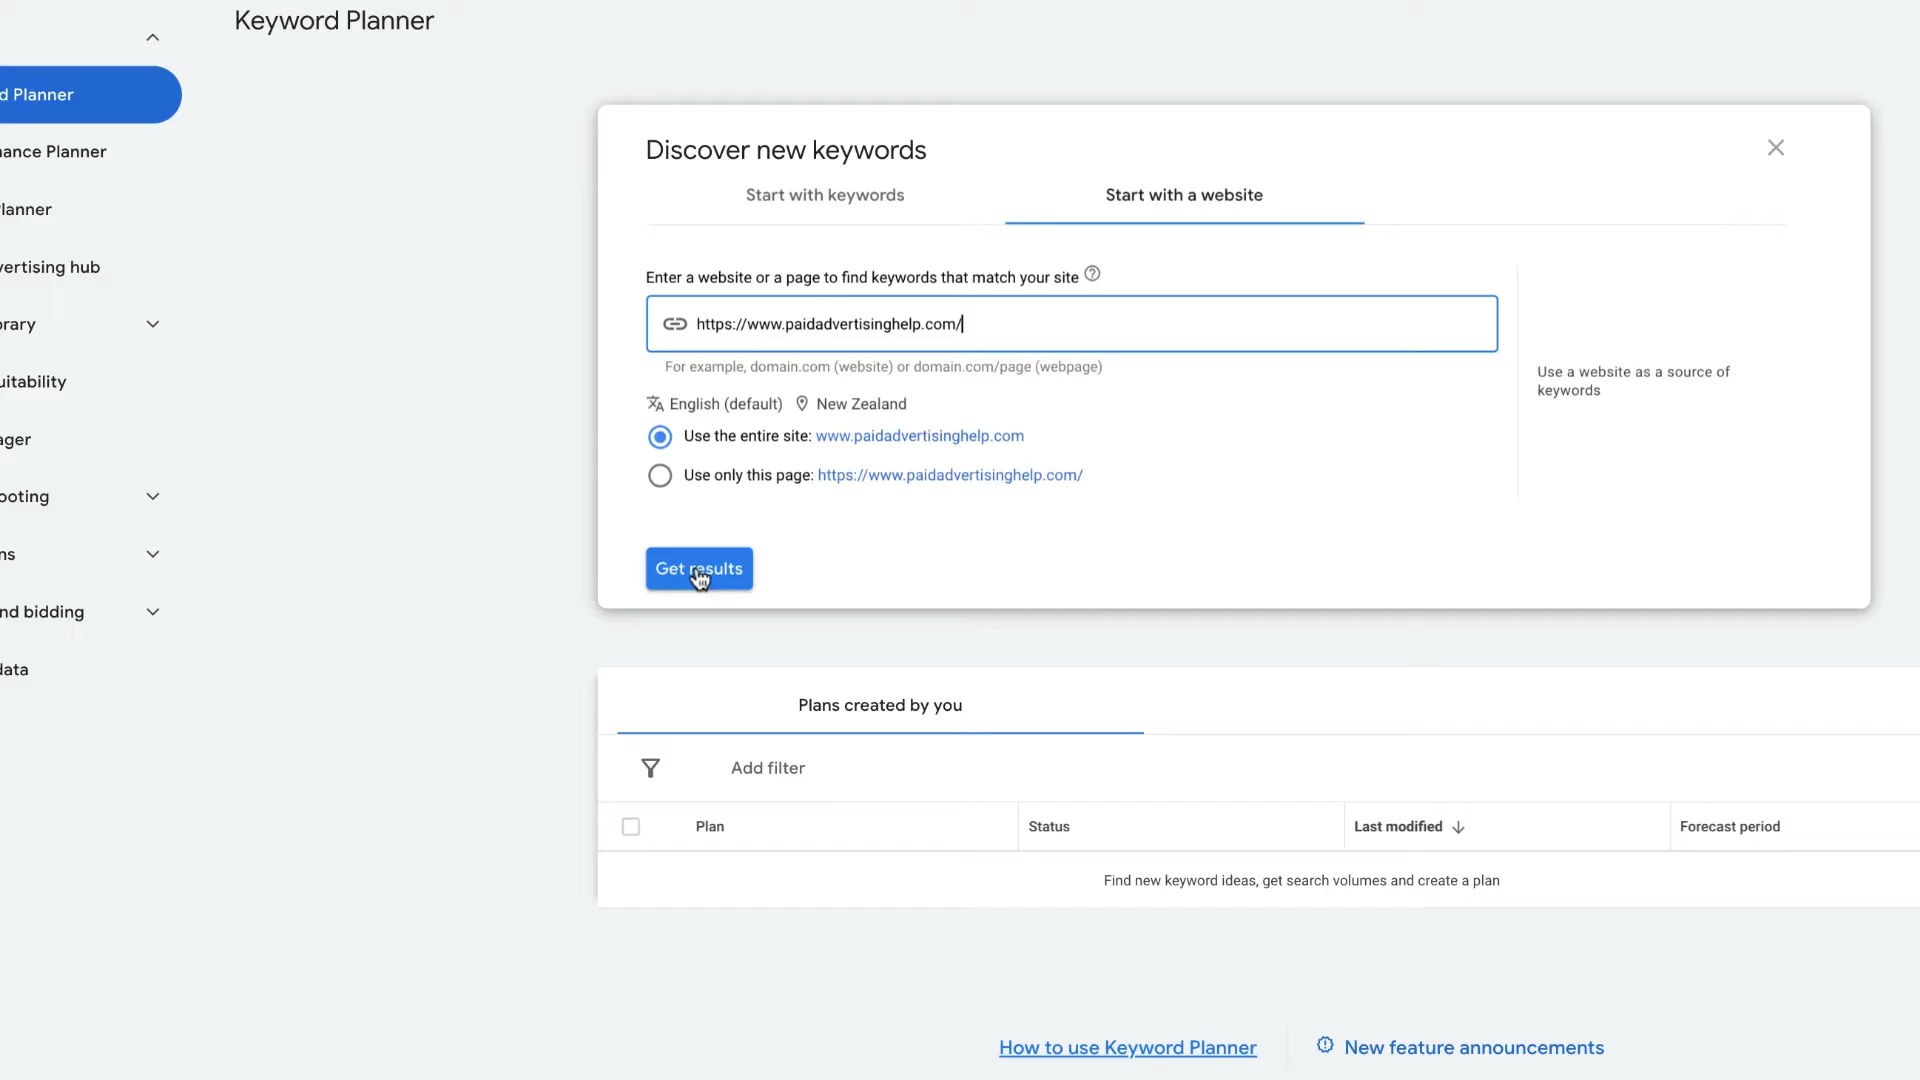 Keyword Planner
d Planner
nance Planner
lanner
vertising hub
brary
uitability
ager
ooting
ns
nd bidding
data
Discover new keywords
Start with keywords
Start with a website
Enter a website or a page to find keywords that match your site
https://www.paidadvertisinghelp.com/
For example, domain.com (website) or domain.com/page (webpage)
English (default) New Zealand
Use the entire site: www.paidadvertisinghelp.com
Use only this page: https://www.paidadvertisinghelp.com/
Use a website as a source of
keywords
Get results
Plans created by you
Add filter
Plan Status Last modified Forecast period
Find new keyword ideas, get search volumes and create a plan
How to use Keyword Planner
New feature announcements